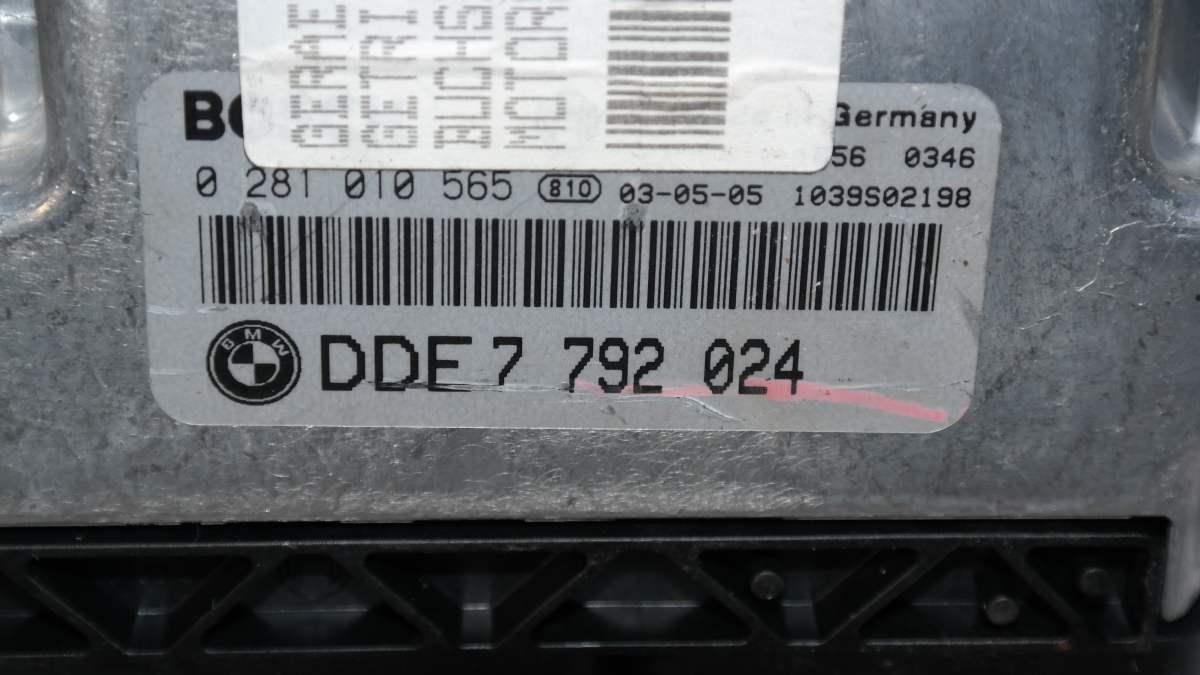 GERAE
GETRI
BUCHS
MOTOR
Germany
56 0346
0 281 010 565 810 03-05-05 1039S02198
BMW
DDE 7 792 024